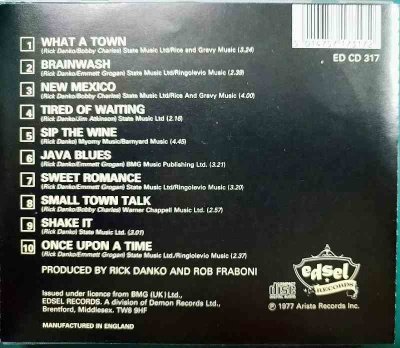 ED CD 317
1 WHAT A TOWN
(Rick Danko/Bobby Charles) State Music Ltd/Rice and Gravy Music (3.24)
2 BRAINWASH
(Rick Danko/Emmett Grogan) State Music Ltd/Ringolevio Music (2.39)
3 NEW MEXICO
(Rick Danko/Bobby Charles) State Music Ltd/Rice And Gravy Music (4.00)
4 TIRED OF WAITING
(Rick Danko/Jim Atkinson) State Music Ltd (2.16)
5 SIP THE WINE
(Rick Danko) Myomy Music/Barnyard Music (4.45)
6 JAVA BLUES
(Rick Danko/Emmett Grogan) BMG Music Publishing Ltd. (3.21)
7 SWEET ROMANCE
(Rick Danko/Emmett Grogan) State Music Ltd/Ringolevio Music (3.20)
8 SMALL TOWN TALK
(Rick Danko/Bobby Charles) Warner Chappell Music Ltd. (2.57)
9 SHAKE IT
(Rick Danko) State Music Ltd. (3.01)
10 ONCE UPON A TIME
(Rick Danko/Emmett Grogan) State Music Ltd./Ringolevio Music (2.37)
PRODUCED BY RICK DANKO AND ROB FRABONI
Issued under licence from BMG (UK) Ltd.,
EDSEL RECORDS. A division of Demon Records Ltd.,
Brentford, Middlesex. TW8 9HF
MANUFACTURED IN ENGLAND
COMPACT disc DIGITAL AUDIO
edsel
RECORDS
℗ 1977 Arista Records Inc.